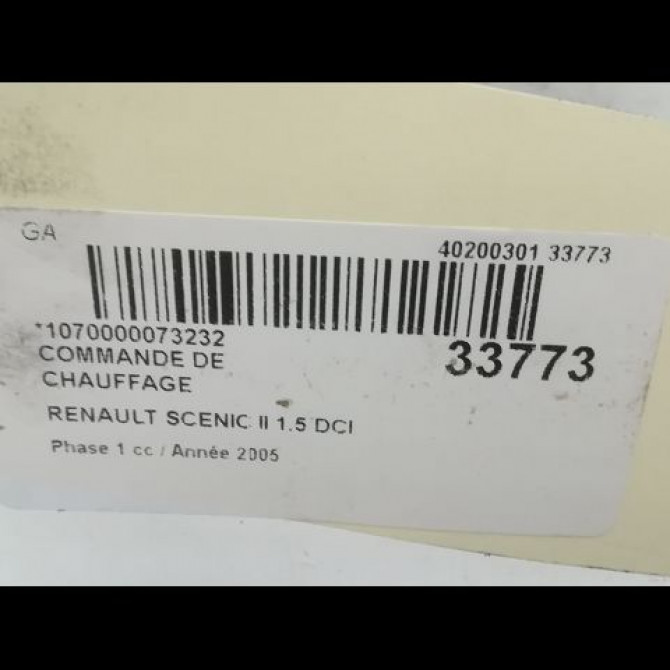 GA
40200301 33773
*1070000073232
33773
COMMANDE DE
CHAUFFAGE
RENAULT SCENIC II 1.5 DCI
Phase 1 cc / Année 2005